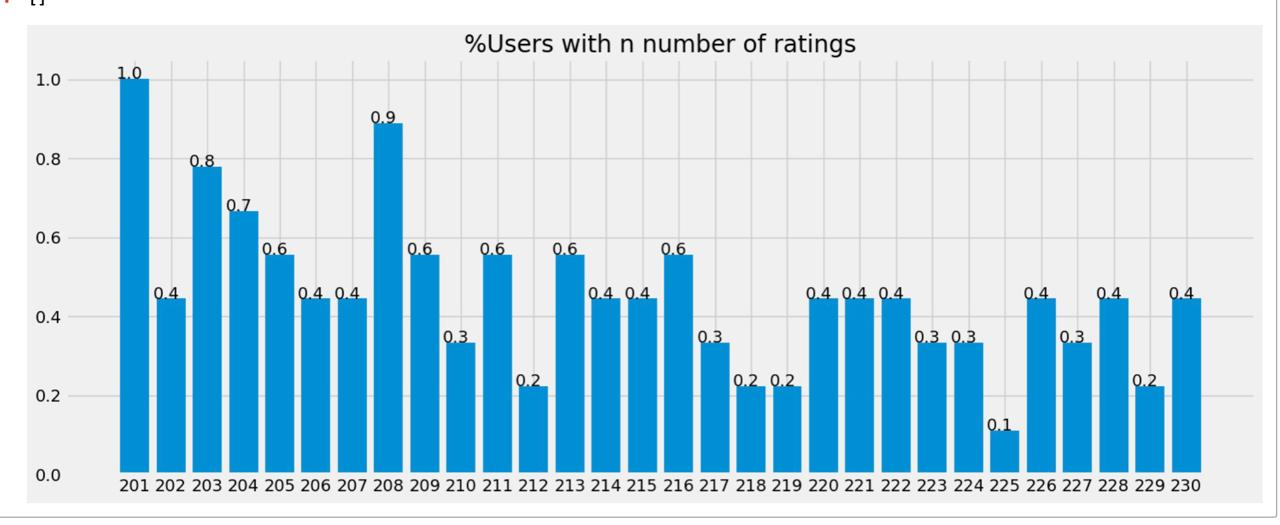 []
%Users with n number of ratings
1.0
0.8
0.6
0.4
0.2
0.0
1.0 0.4 0.8 0.7 0.6 0.4 0.4 0.9 0.6 0.3 0.6 0.2 0.6 0.4 0.4 0.6 0.3 0.2 0.2 0.4 0.4 0.4 0.3 0.3 0.1 0.4 0.3 0.4 0.2 0.4
201 202 203 204 205 206 207 208 209 210 211 212 213 214 215 216 217 218 219 220 221 222 223 224 225 226 227 228 229 230